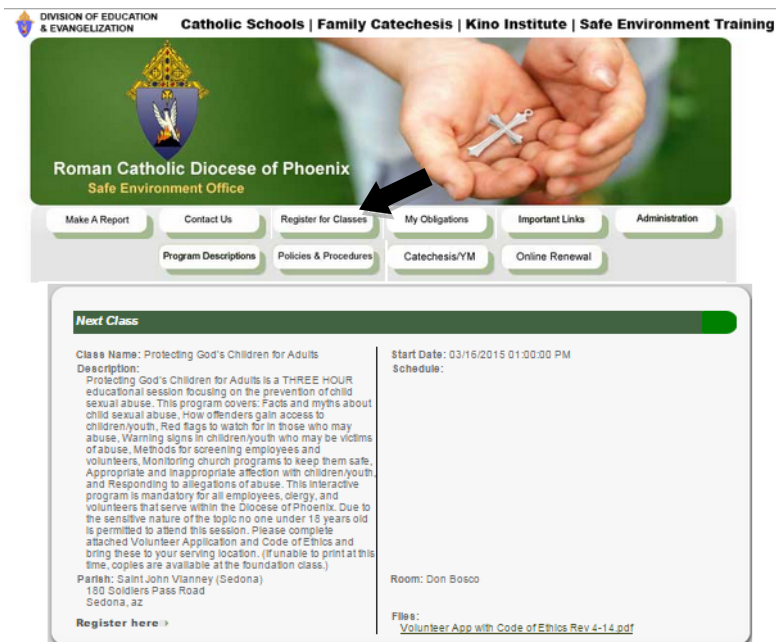 DIVISION OF EDUCATION
& EVANGELIZATION
Catholic Schools | Family Catechesis | Kino Institute | Safe Environment Training
Roman Catholic Diocese of Phoenix
Safe Environment Office
Make A Report
Contact Us
Register for Classes
My Obligations
Important Links
Administration
Program Descriptions
Policies & Procedures
Catechesis/YM
Online Renewal
Next Class
Class Name: Protecting God's Children for Adults
Description:
Protecting God's Children for Adults is a THREE HOUR
educational session focusing on the prevention of child
sexual abuse. This program covers: Facts and myths about
child sexual abuse, How offenders gain access to
children/youth, Red flags to watch for in those who may
abuse, Warning signs in children/youth who may be victims
of abuse, Methods for screening employees and
volunteers, Monitoring church programs to keep them safe,
Appropriate and inappropriate affection with children/youth,
and Responding to allegations of abuse. This interactive
program is mandatory for all employees, clergy, and
volunteers that serve within the Diocese of Phoenix. Due to
the sensitive nature of the topic no one under 18 years old
is permitted to attend this session. Please complete
attached Volunteer Application and Code of Ethics and
bring these to your serving location. (If unable to print at this
time, copies are available at the foundation class.)
Parish: Saint John Vianney (Sedona)
180 Soldiers Pass Road
Sedona, az
Register here
Start Date: 03/16/2015 01:00:00 PM
Schedule:
Room: Don Bosco
Files:
Volunteer App with Code of Ethics Rev 4-14.pdf